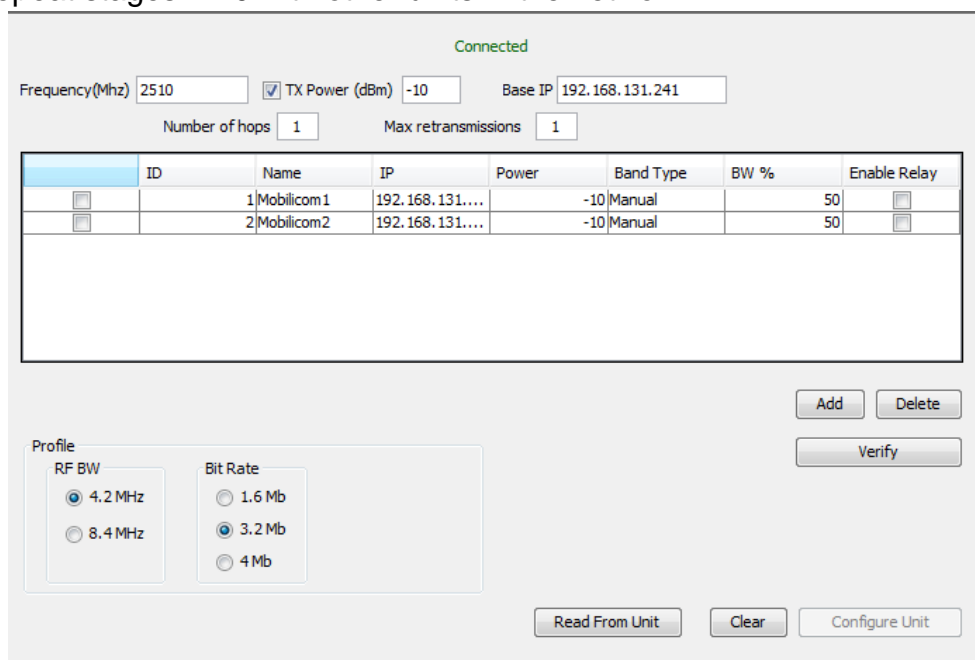 Connected
Frequency(Mhz) 2510 TX Power (dBm) -10 Base IP 192.168.131.241
Number of hops 1 Max retransmissions 1
ID Name IP Power Band Type BW % Enable Relay
1 Mobilicom1 192.168.131.... -10 Manual 50
2 Mobilicom2 192.168.131.... -10 Manual 50
Add Delete
Verify
Profile
RF BW Bit Rate
4.2 MHz 1.6 Mb
8.4 MHz 3.2 Mb
4 Mb
Read From Unit Clear Configure Unit